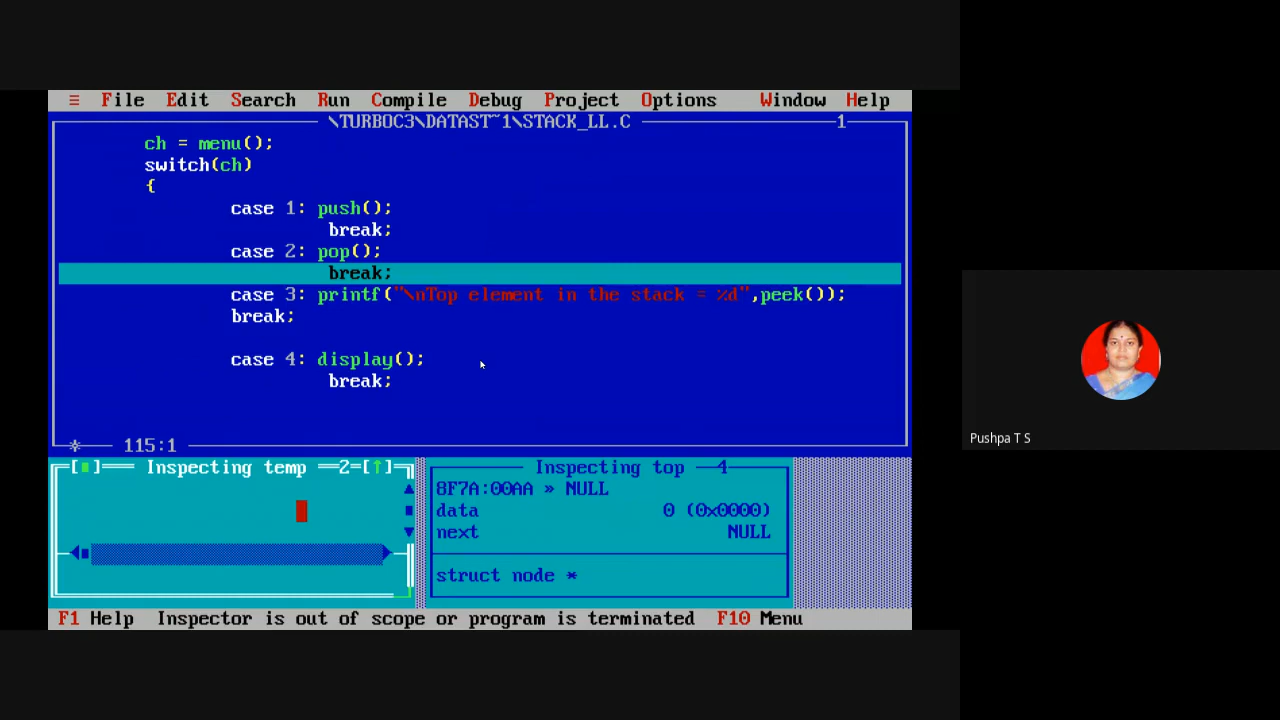 ≡ File Edit Search Run Compile Debug Project Options Window Help
\TURBOC3\DATAST~1\STACK_LL.C 1
ch = menu();
switch(ch)
{
case 1: push();
break;
case 2: pop();
break;
case 3: printf("\nTop element in the stack = %d",peek());
break;
case 4: display();
break;
115:1
[■] Inspecting temp 2=[↑]
Inspecting top 4
8F7A:00AA » NULL
data 0 (0x0000)
next NULL
struct node *
F1 Help Inspector is out of scope or program is terminated F10 Menu
Pushpa T S